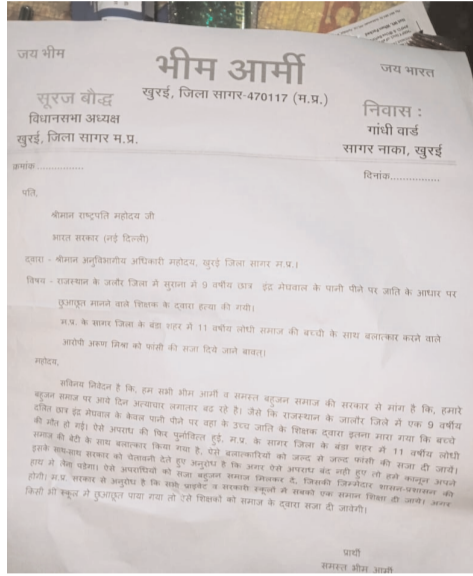 जय भीम
भीम आर्मी
जय भारत
खुरई, जिला सागर-470117 (म.प्र.)
सूरज बौद्ध
विधानसभा अध्यक्ष
खुरई, जिला सागर म.प्र.
निवास :
गांधी वार्ड
सागर नाका, खुरई
क्रमांक................
दिनांक................
प्रति,
श्रीमान राष्ट्रपति महोदय जी
भारत सरकार (नई दिल्ली)
द्वारा - श्रीमान अनुविभागीय अधिकारी महोदय, खुरई जिला सागर म.प्र.।
विषय - राजस्थान के जलौर जिले में सुराना में 9 वर्षीय छात्र इंद्र मेघवाल के पानी पीने पर जाति के आधार पर
छुआछूत मानने वाले शिक्षक के द्वारा हत्या की गयी।
म.प्र. के सागर जिला के बंडा शहर में 11 वर्षीय लोधी समाज की बच्ची के साथ बलात्कार करने वाले
आरोपी अरूण मिश्रा को फांसी की सजा दिये जाने बावत्।
महोदय,
सविनय निवेदन है कि, हम सभी भीम आर्मी व समस्त बहुजन समाज की सरकार से मांग है कि, हमारे
बहुजन समाज पर आये दिन अत्याचार लगातार बढ़ रहे है। जैसे कि राजस्थान के जालौर जिले में एक 9 वर्षीय
दलित छात्र इंद्र मेघवाल के केवल पानी पीने पर वहा के उच्च जाति के शिक्षक द्वारा इतना मारा गया कि बच्चे
की मौत हो गई। ऐसे अपराध की फिर पुर्नावित्त हुई, म.प्र. के सागर जिला के बंडा शहर में 11 वर्षीय लोधी
समाज की बेटी के साथ बलात्कार किया गया है, ऐसे बलात्कारियों को जल्द से जल्द फांसी की सजा दी जायें।
इसके साथ-साथ सरकार को चेतावनी देते हुए अनुरोध है कि अगर ऐसे अपराध बंद नहीं हुए तो हमे कानून अपने
हाथ में लेना पड़ेगा। ऐसे अपराधियों को सजा बहुजन समाज मिलकर दे, जिसकी जिम्मेदार शासन-प्रशासन की
होगी। म.प्र. सरकार से अनुरोध है कि सभी प्राइवेट व सरकारी स्कूलो में सबको एक समान शिक्षा दी जाये। अगर
किसी भी स्कूल में छुआछूत पाया गया तो ऐसे शिक्षकों को समाज के द्वारा सजा दी जावेगी।
प्रार्थी
समस्त भीम आर्मी